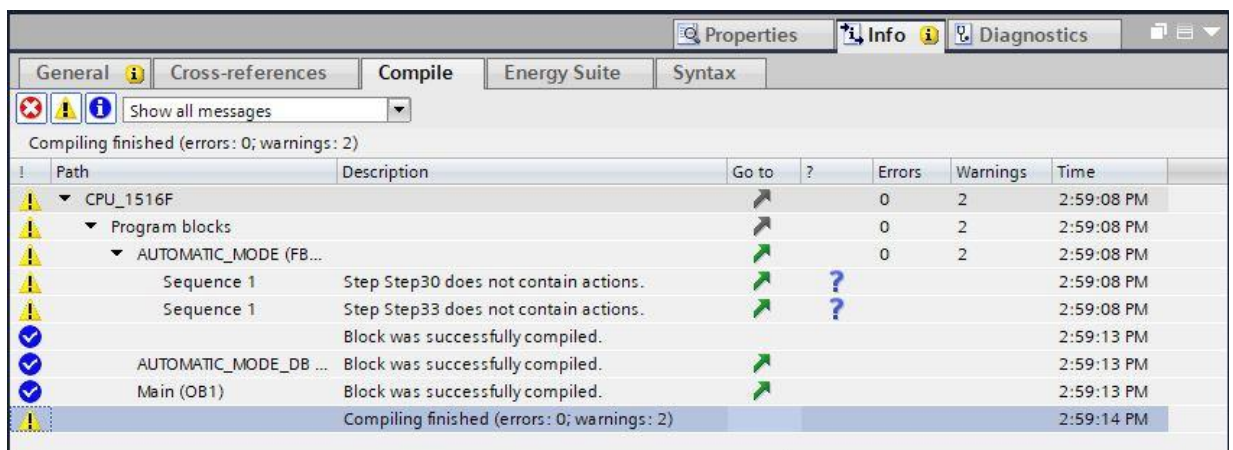 Properties Info Diagnostics
General Cross-references Compile Energy Suite Syntax
Show all messages
Compiling finished (errors: 0; warnings: 2)
! Path Description Go to ? Errors Warnings Time
CPU_1516F 0 2 2:59:08 PM
Program blocks 0 2 2:59:08 PM
AUTOMATIC_MODE (FB... 0 2 2:59:08 PM
Sequence 1 Step Step30 does not contain actions. ? 2:59:08 PM
Sequence 1 Step Step33 does not contain actions. ? 2:59:08 PM
Block was successfully compiled. 2:59:13 PM
AUTOMATIC_MODE_DB ... Block was successfully compiled. 2:59:13 PM
Main (OB1) Block was successfully compiled. 2:59:13 PM
Compiling finished (errors: 0; warnings: 2) 2:59:14 PM